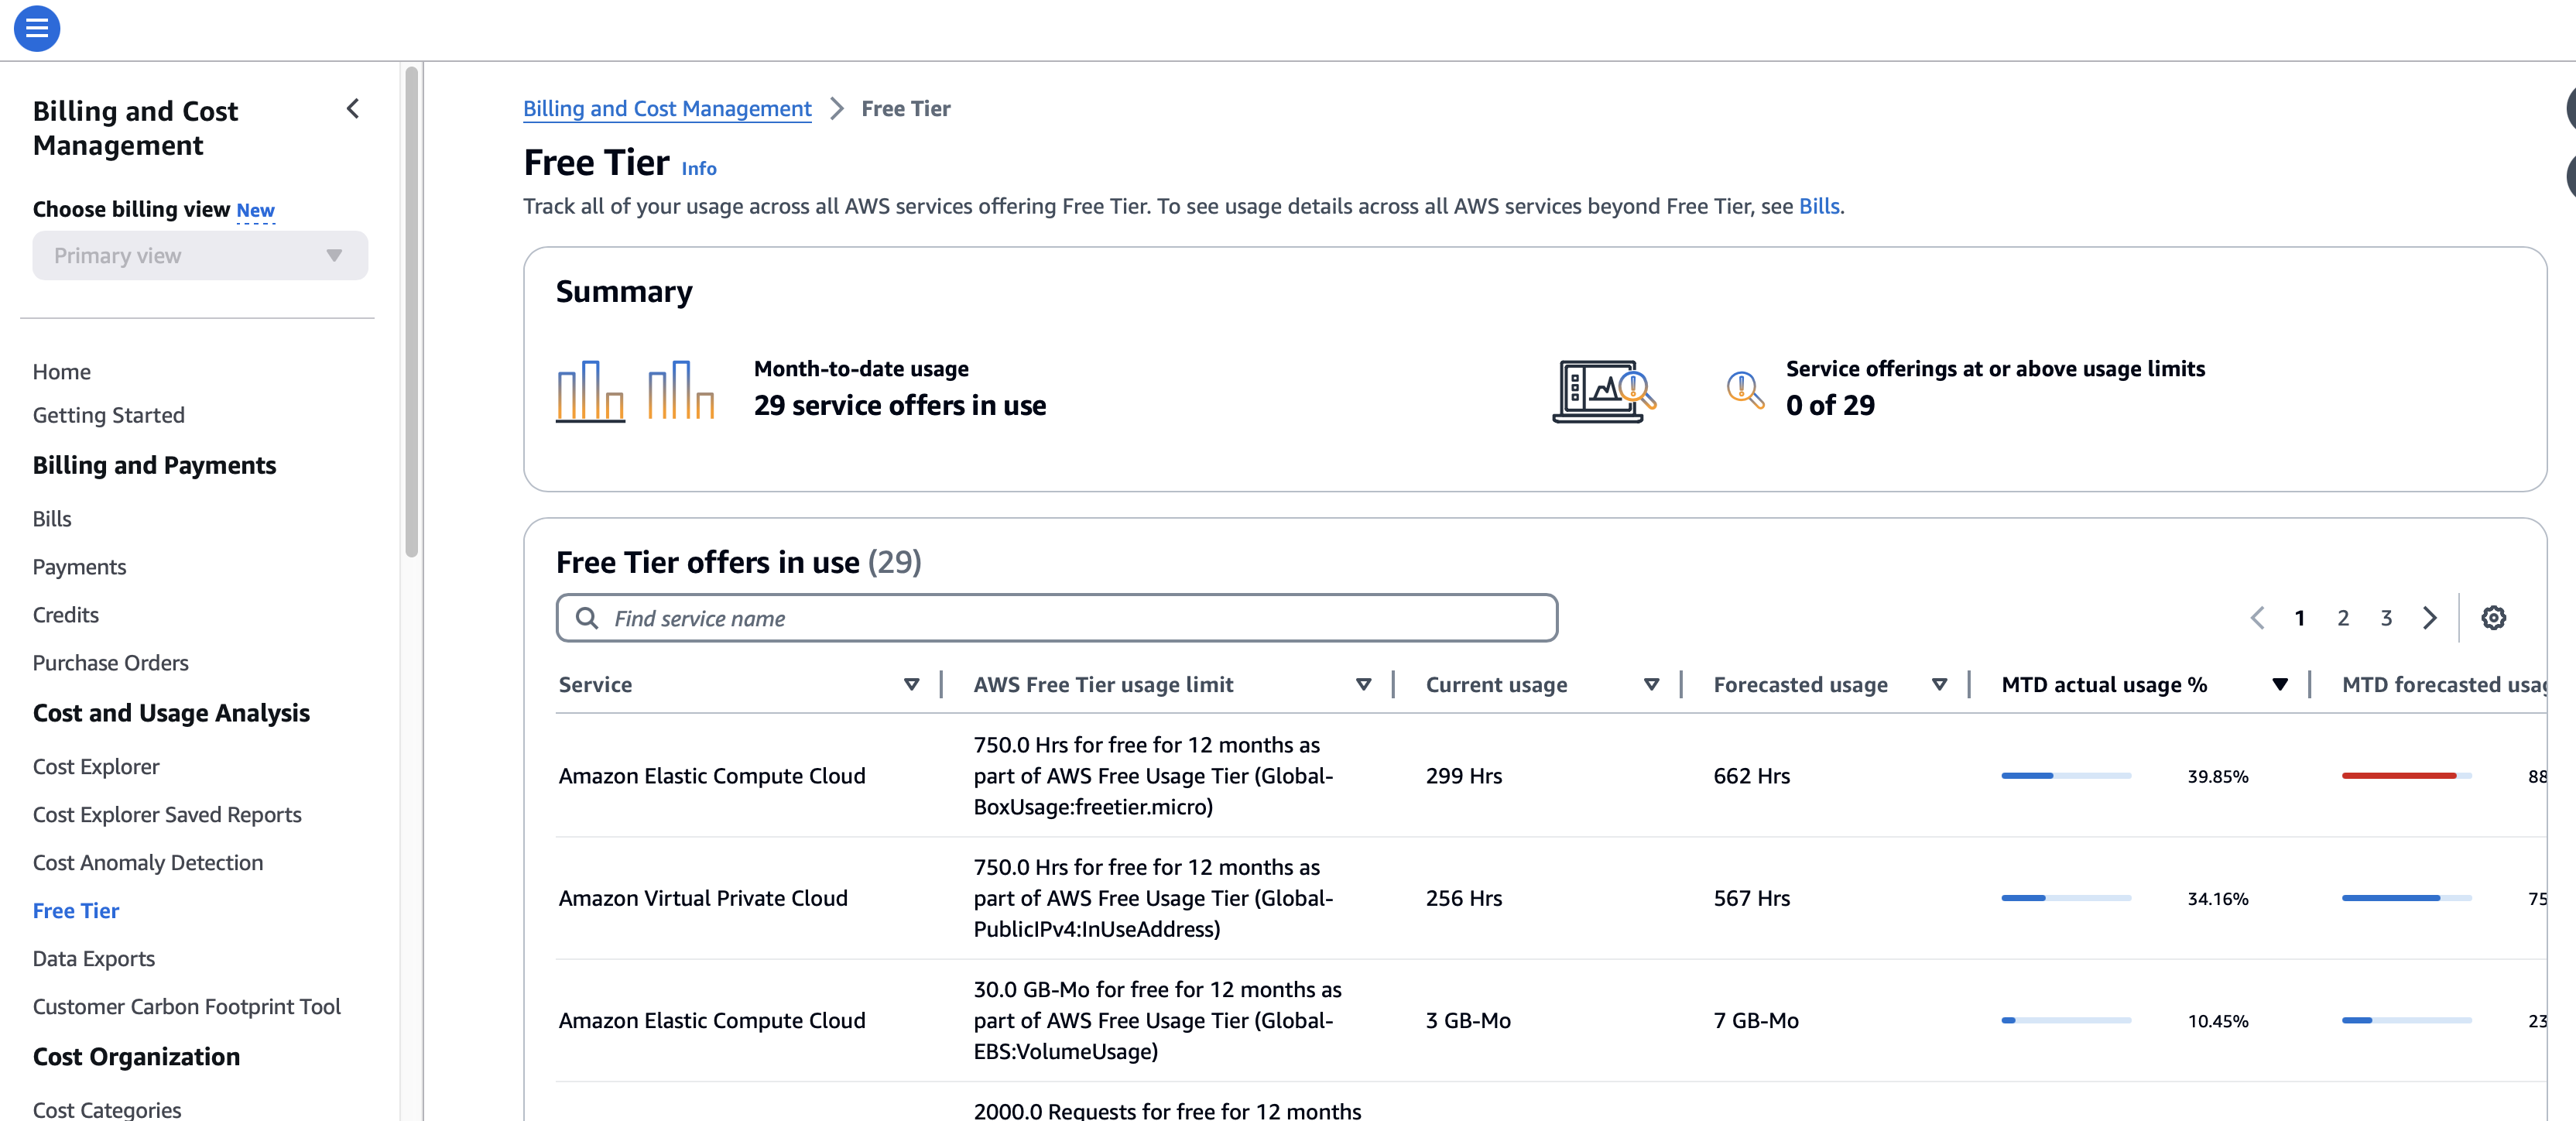 Billing and Cost
Management
Choose billing view New
Primary view
Home
Getting Started
Billing and Payments
Bills
Payments
Credits
Purchase Orders
Cost and Usage Analysis
Cost Explorer
Cost Explorer Saved Reports
Cost Anomaly Detection
Free Tier
Data Exports
Customer Carbon Footprint Tool
Cost Organization
Cost Categories
Billing and Cost Management > Free Tier
Free Tier Info
Track all of your usage across all AWS services offering Free Tier. To see usage details across all AWS services beyond Free Tier, see Bills.
Summary
Month-to-date usage
29 service offers in use
Service offerings at or above usage limits
0 of 29
Free Tier offers in use (29)
Find service name
1 2 3
Service AWS Free Tier usage limit Current usage Forecasted usage MTD actual usage % MTD forecasted
750.0 Hrs for free for 12 months as
Amazon Elastic Compute Cloud part of AWS Free Usage Tier (Global- 299 Hrs 662 Hrs 39.85% 88
BoxUsage:freetier.micro)
750.0 Hrs for free for 12 months as
Amazon Virtual Private Cloud part of AWS Free Usage Tier (Global- 256 Hrs 567 Hrs 34.16% 75
PublicIPv4:InUseAddress)
30.0 GB-Mo for free for 12 months as
Amazon Elastic Compute Cloud part of AWS Free Usage Tier (Global- 3 GB-Mo 7 GB-Mo 10.45% 23
EBS:VolumeUsage)
2000.0 Requests for free for 12 months